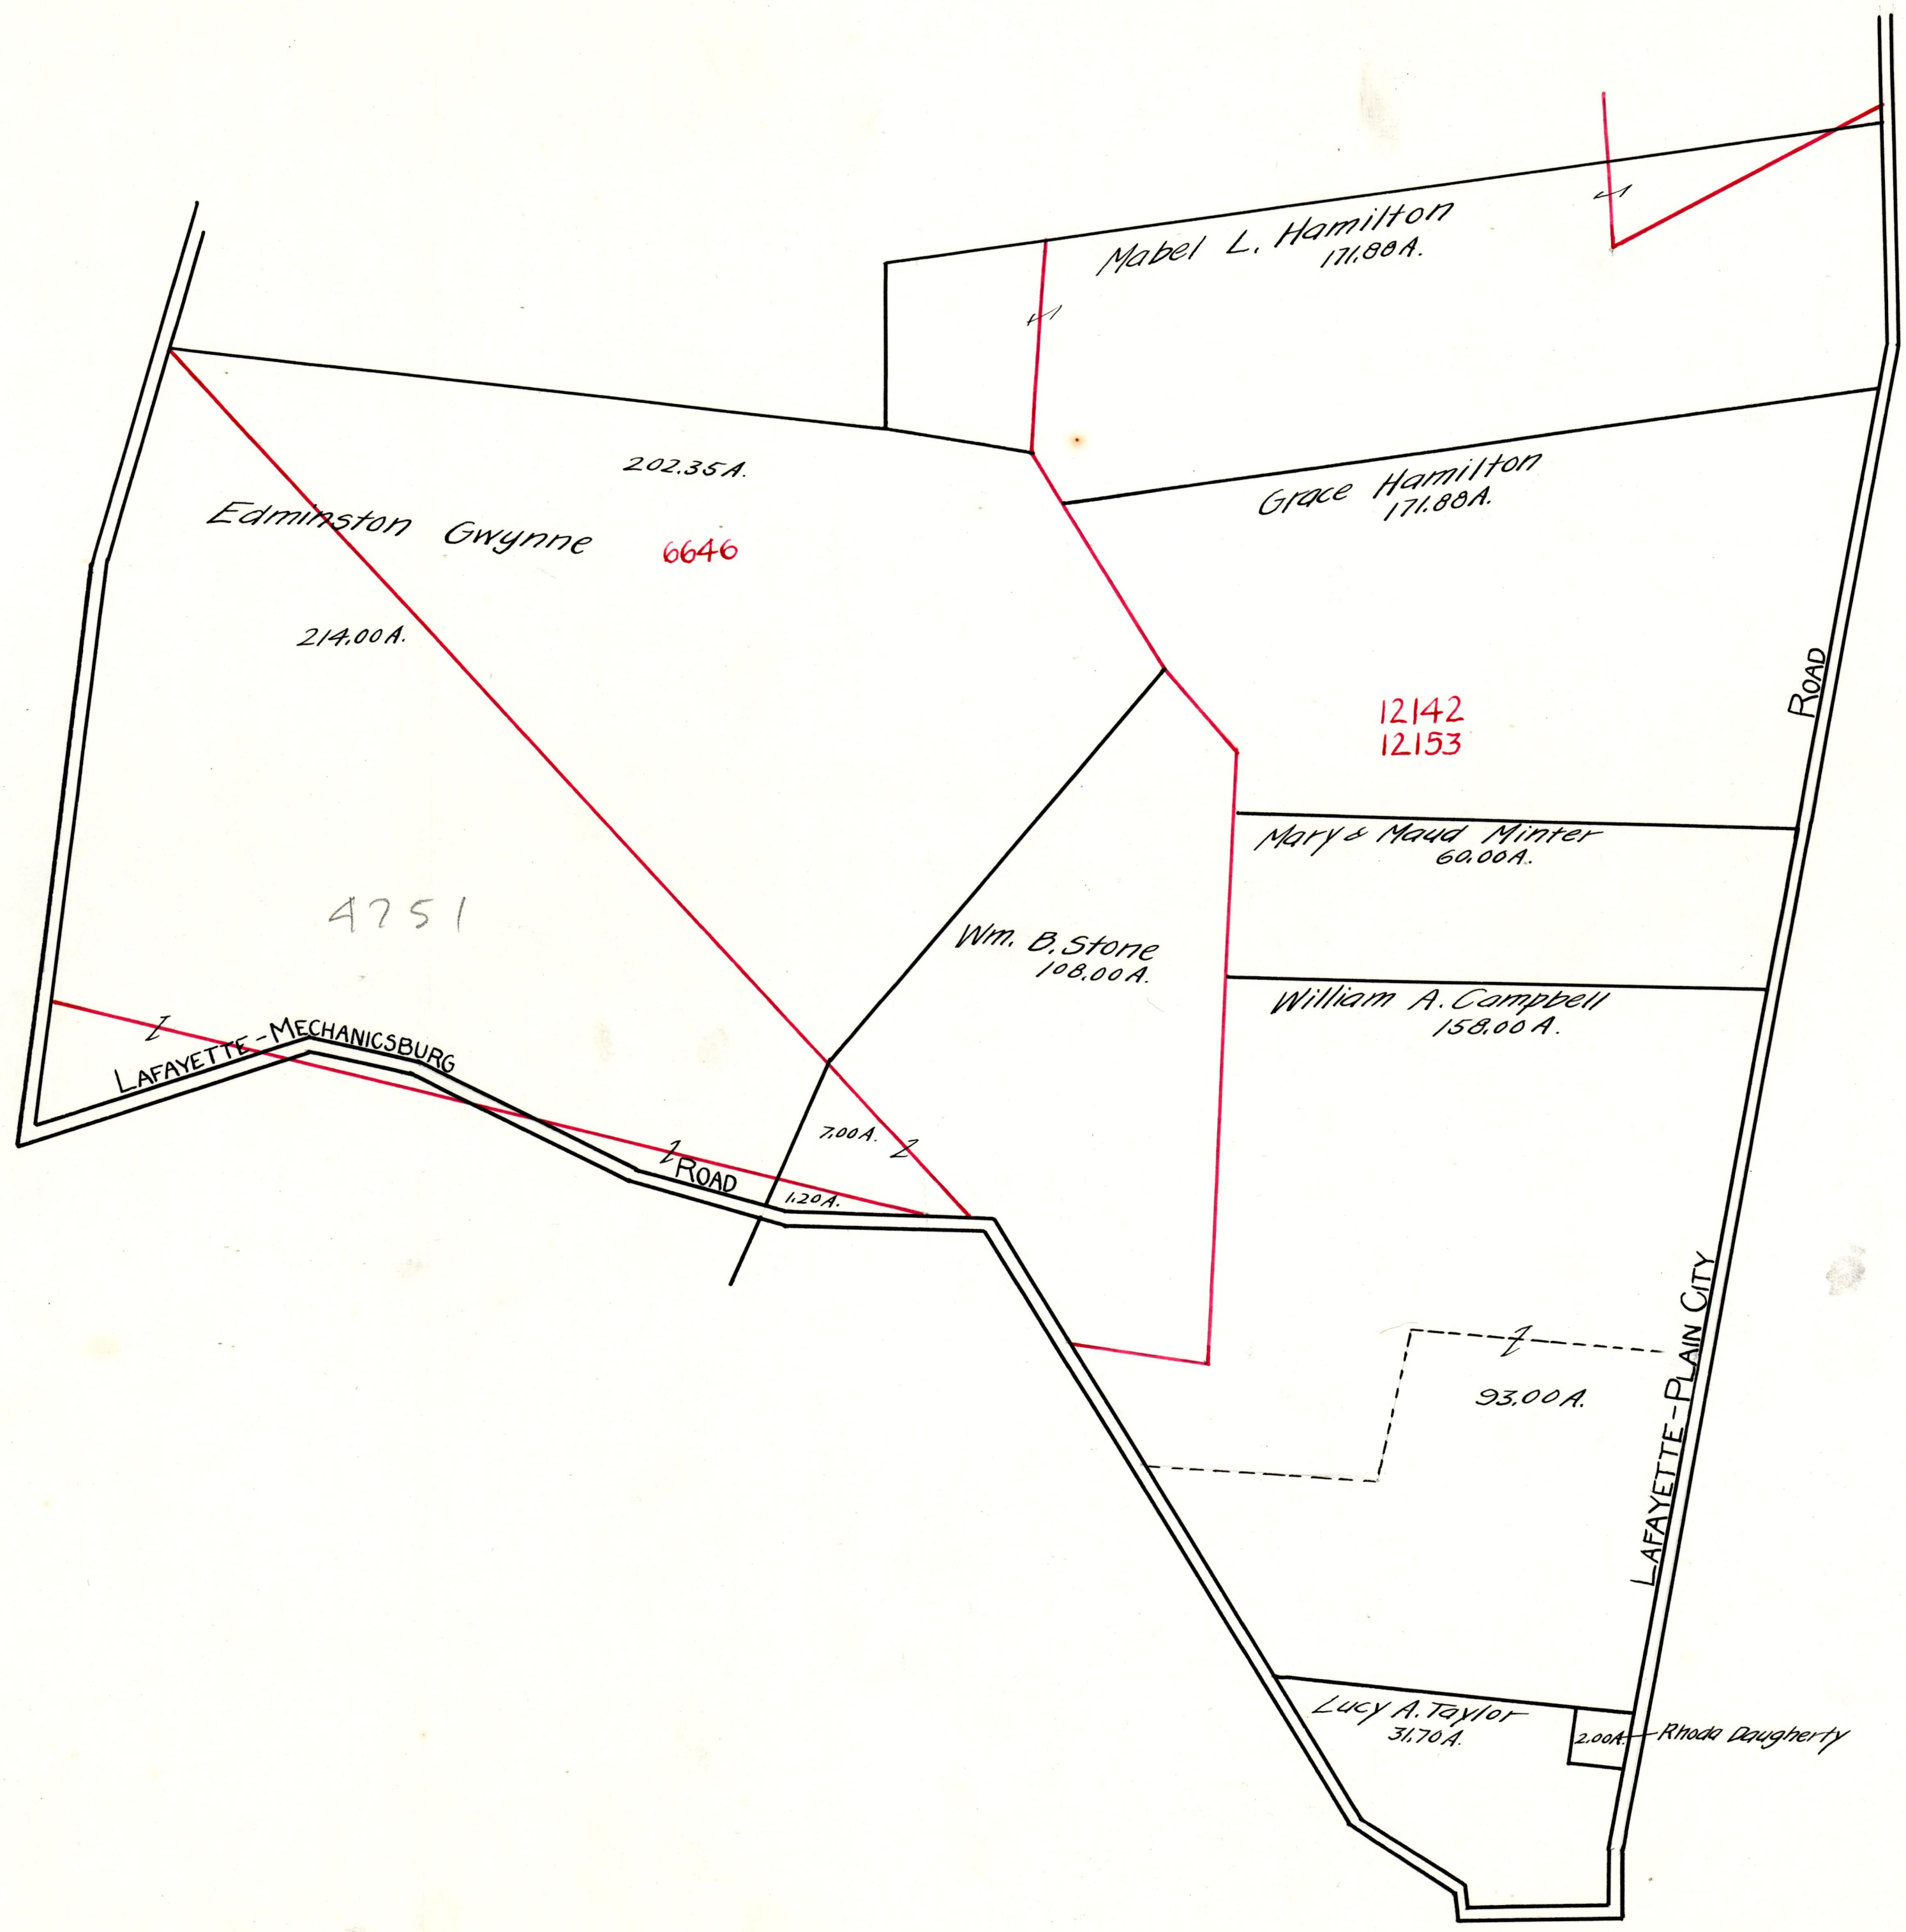 Mabel L. Hamilton
171.88A.
202.35A.
Edminston Gwynne
6646
Grace Hamilton
171.88A.
214.00A.
ROAD
12142
12153
Mary & Maud Minter
60.00A.
4751
Wm. B. Stone
108.00A.
William A. Campbell
158.00A.
LAFAYETTE-MECHANICSBURG
ROAD
7.00A.
1.20A.
93.00A.
LAFAYETTE-PLAIN CITY
Lucy A. Taylor
31.70A.
2.00A.
Rhoda Daugherty